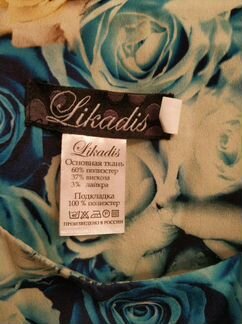 Likadis
Likadis
Основная ткань
60% полиэстер
37% вискоза
3% лайкра
Подкладка
100 % полиэстер
ПРОИЗВЕДЕНО В РОССИИ